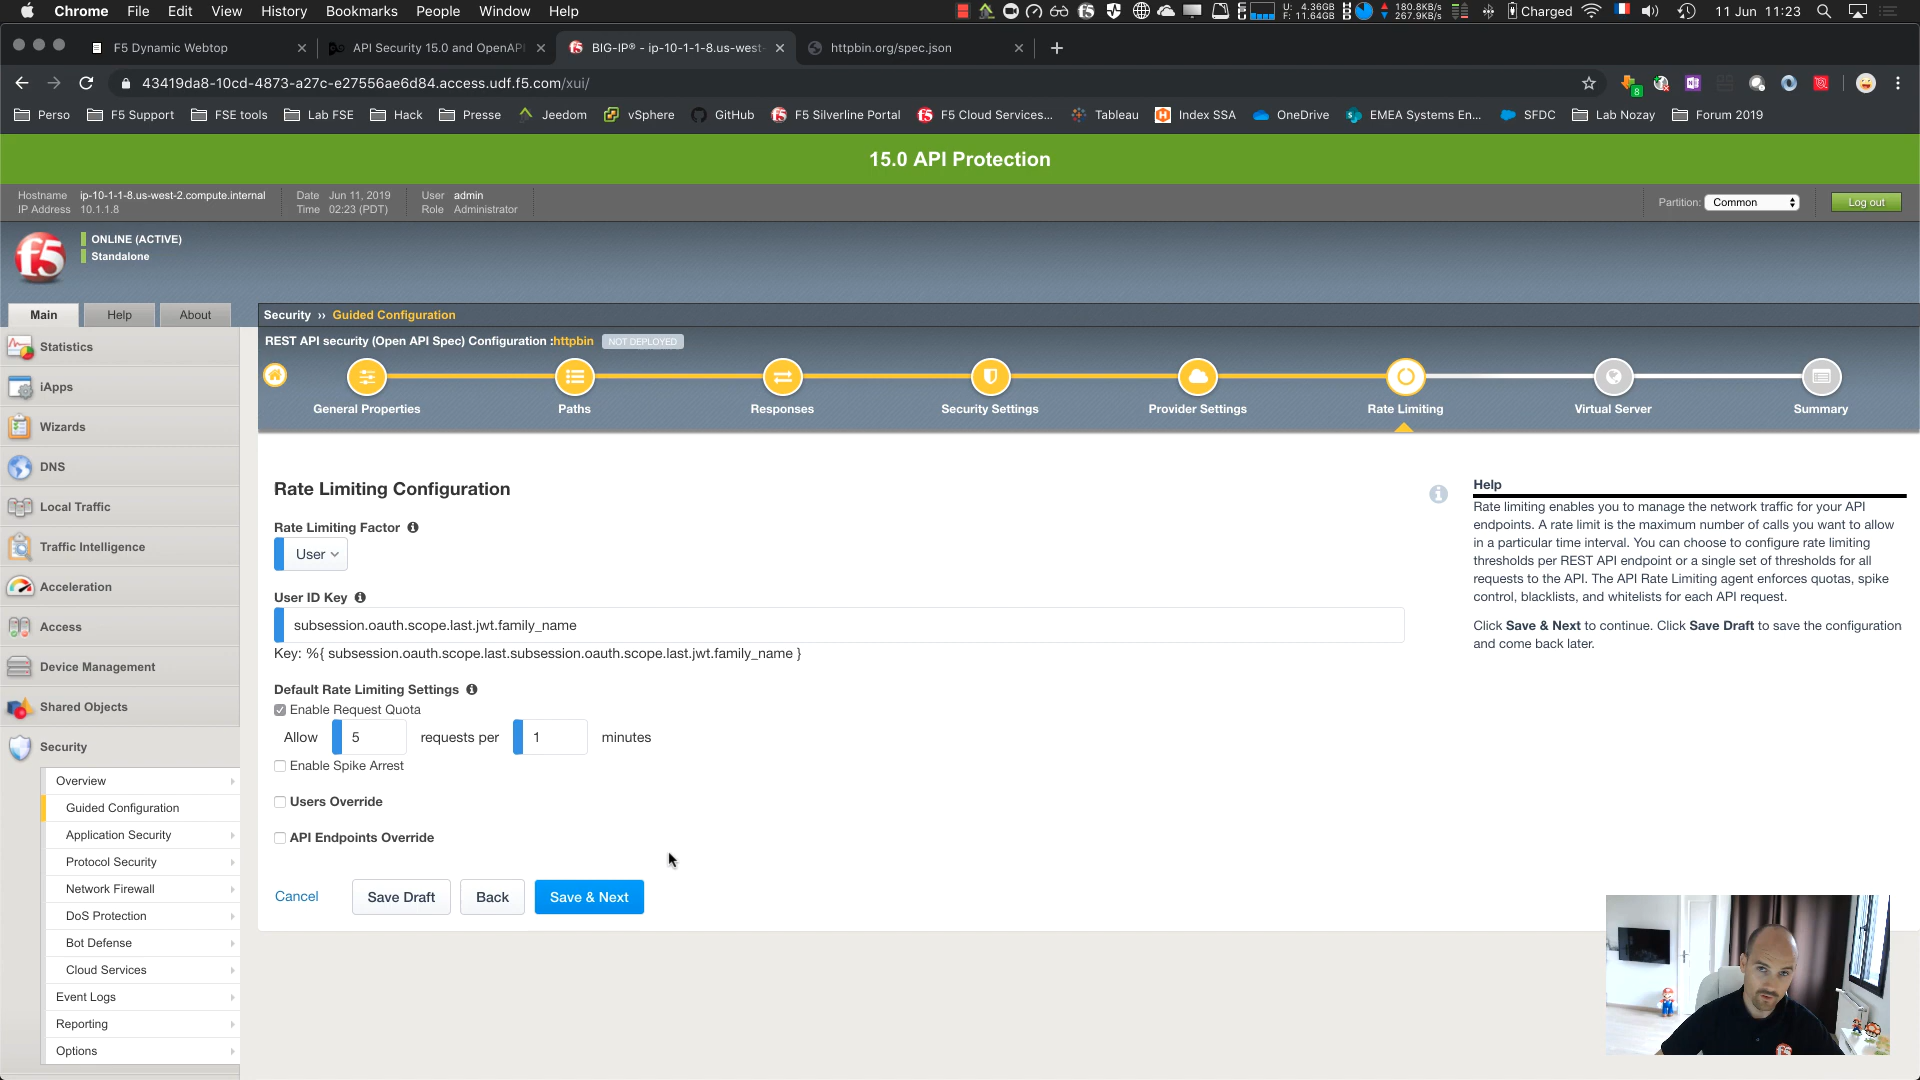 Chrome File Edit View History Bookmarks People Window Help U: 4.36GB F: 11.64GB 180.8KB/s 267.9KB/s Charged 11 Jun 11:23
F5 Dynamic Webtop API Security 15.0 and OpenAPI BIG-IP® - ip-10-1-1-8.us-west- httpbin.org/spec.json
43419da8-10cd-4873-a27c-e27556ae6d84.access.udf.f5.com/xui/ 8
Perso F5 Support FSE tools Lab FSE Hack Presse Jeedom vSphere GitHub F5 Silverline Portal F5 Cloud Services... Tableau Index SSA OneDrive EMEA Systems En... SFDC Lab Nozay Forum 2019
15.0 API Protection
Hostname ip-10-1-1-8.us-west-2.compute.internal Date Jun 11, 2019 User admin
IP Address 10.1.1.8 Time 02:23 (PDT) Role Administrator
Partition: Common Log out
f5
ONLINE (ACTIVE)
Standalone
Main Help About
Security ›› Guided Configuration
REST API security (Open API Spec) Configuration :httpbin NOT DEPLOYED
General Properties Paths Responses Security Settings Provider Settings Rate Limiting Virtual Server Summary
Statistics
iApps
Wizards
DNS
Local Traffic
Traffic Intelligence
Acceleration
Access
Device Management
Shared Objects
Security
Overview
Guided Configuration
Application Security
Protocol Security
Network Firewall
DoS Protection
Bot Defense
Cloud Services
Event Logs
Reporting
Options
Rate Limiting Configuration
Rate Limiting Factor
User
User ID Key
subsession.oauth.scope.last.jwt.family_name
Key: %{ subsession.oauth.scope.last.subsession.oauth.scope.last.jwt.family_name }
Default Rate Limiting Settings
Enable Request Quota
Allow 5 requests per 1 minutes
Enable Spike Arrest
Users Override
API Endpoints Override
Cancel Save Draft Back Save & Next
Help
Rate limiting enables you to manage the network traffic for your API
endpoints. A rate limit is the maximum number of calls you want to allow
in a particular time interval. You can choose to configure rate limiting
thresholds per REST API endpoint or a single set of thresholds for all
requests to the API. The API Rate Limiting agent enforces quotas, spike
control, blacklists, and whitelists for each API request.
Click Save & Next to continue. Click Save Draft to save the configuration
and come back later.